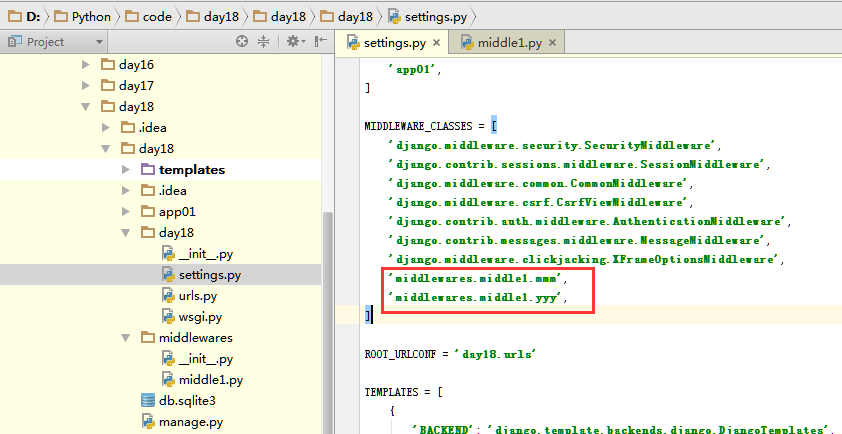 D: Python code day18 day18 day18 settings.py
Project
settings.py × middle1.py ×
day16
day17
day18
.idea
day18
templates
.idea
app01
day18
__init__.py
settings.py
urls.py
wsgi.py
middlewares
__init__.py
middle1.py
db.sqlite3
manage.py
'app01',
]
MIDDLEWARE_CLASSES = [
'django.middleware.security.SecurityMiddleware',
'django.contrib.sessions.middleware.SessionMiddleware',
'django.middleware.common.CommonMiddleware',
'django.middleware.csrf.CsrfViewMiddleware',
'django.contrib.auth.middleware.AuthenticationMiddleware',
'django.contrib.messages.middleware.MessageMiddleware',
'django.middleware.clickjacking.XFrameOptionsMiddleware',
'middlewares.middle1.mmm',
'middlewares.middle1.yyy',
]
ROOT_URLCONF = 'day18.urls'
TEMPLATES = [
{
'BACKEND': 'django.template.backends.django.DjangoTemplates',